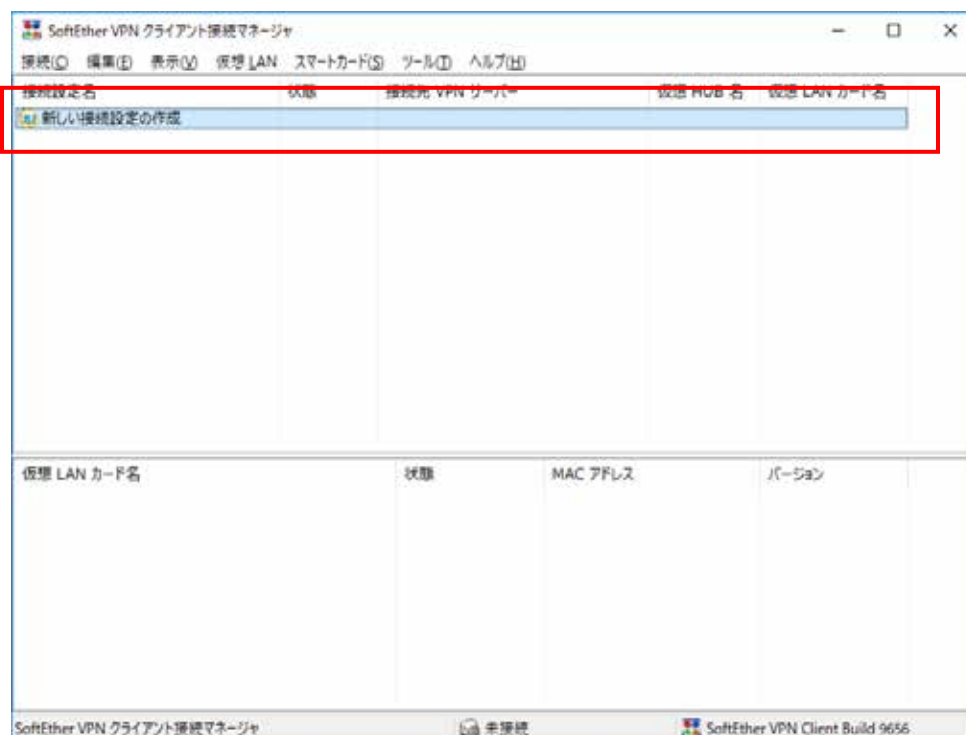 SoftEther VPN クライアント接続マネージャ
接続(C) 編集(E) 表示(V) 仮想 LAN スマートカード(S) ツール(T) ヘルプ(H)
接続設定名 状態 接続先 VPN サーバー 仮想 HUB 名 仮想 LAN カード名
新しい接続設定の作成
仮想 LAN カード名 状態 MAC アドレス バージョン
SoftEther VPN クライアント接続マネージャ 未接続 SoftEther VPN Client Build 9656